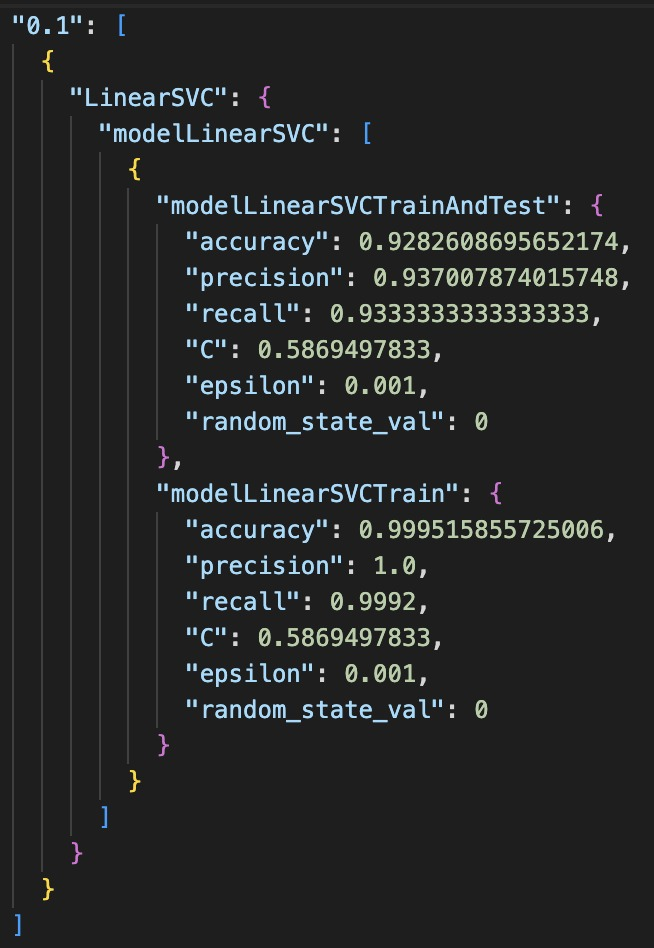 "0.1": [
{
"LinearSVC": {
"modelLinearSVC": [
{
"modelLinearSVCTrainAndTest": {
"accuracy": 0.9282608695652174,
"precision": 0.937007874015748,
"recall": 0.9333333333333333,
"C": 0.5869497833,
"epsilon": 0.001,
"random_state_val": 0
},
"modelLinearSVCTrain": {
"accuracy": 0.999515855725006,
"precision": 1.0,
"recall": 0.9992,
"C": 0.5869497833,
"epsilon": 0.001,
"random_state_val": 0
}
}
]
}
}
]